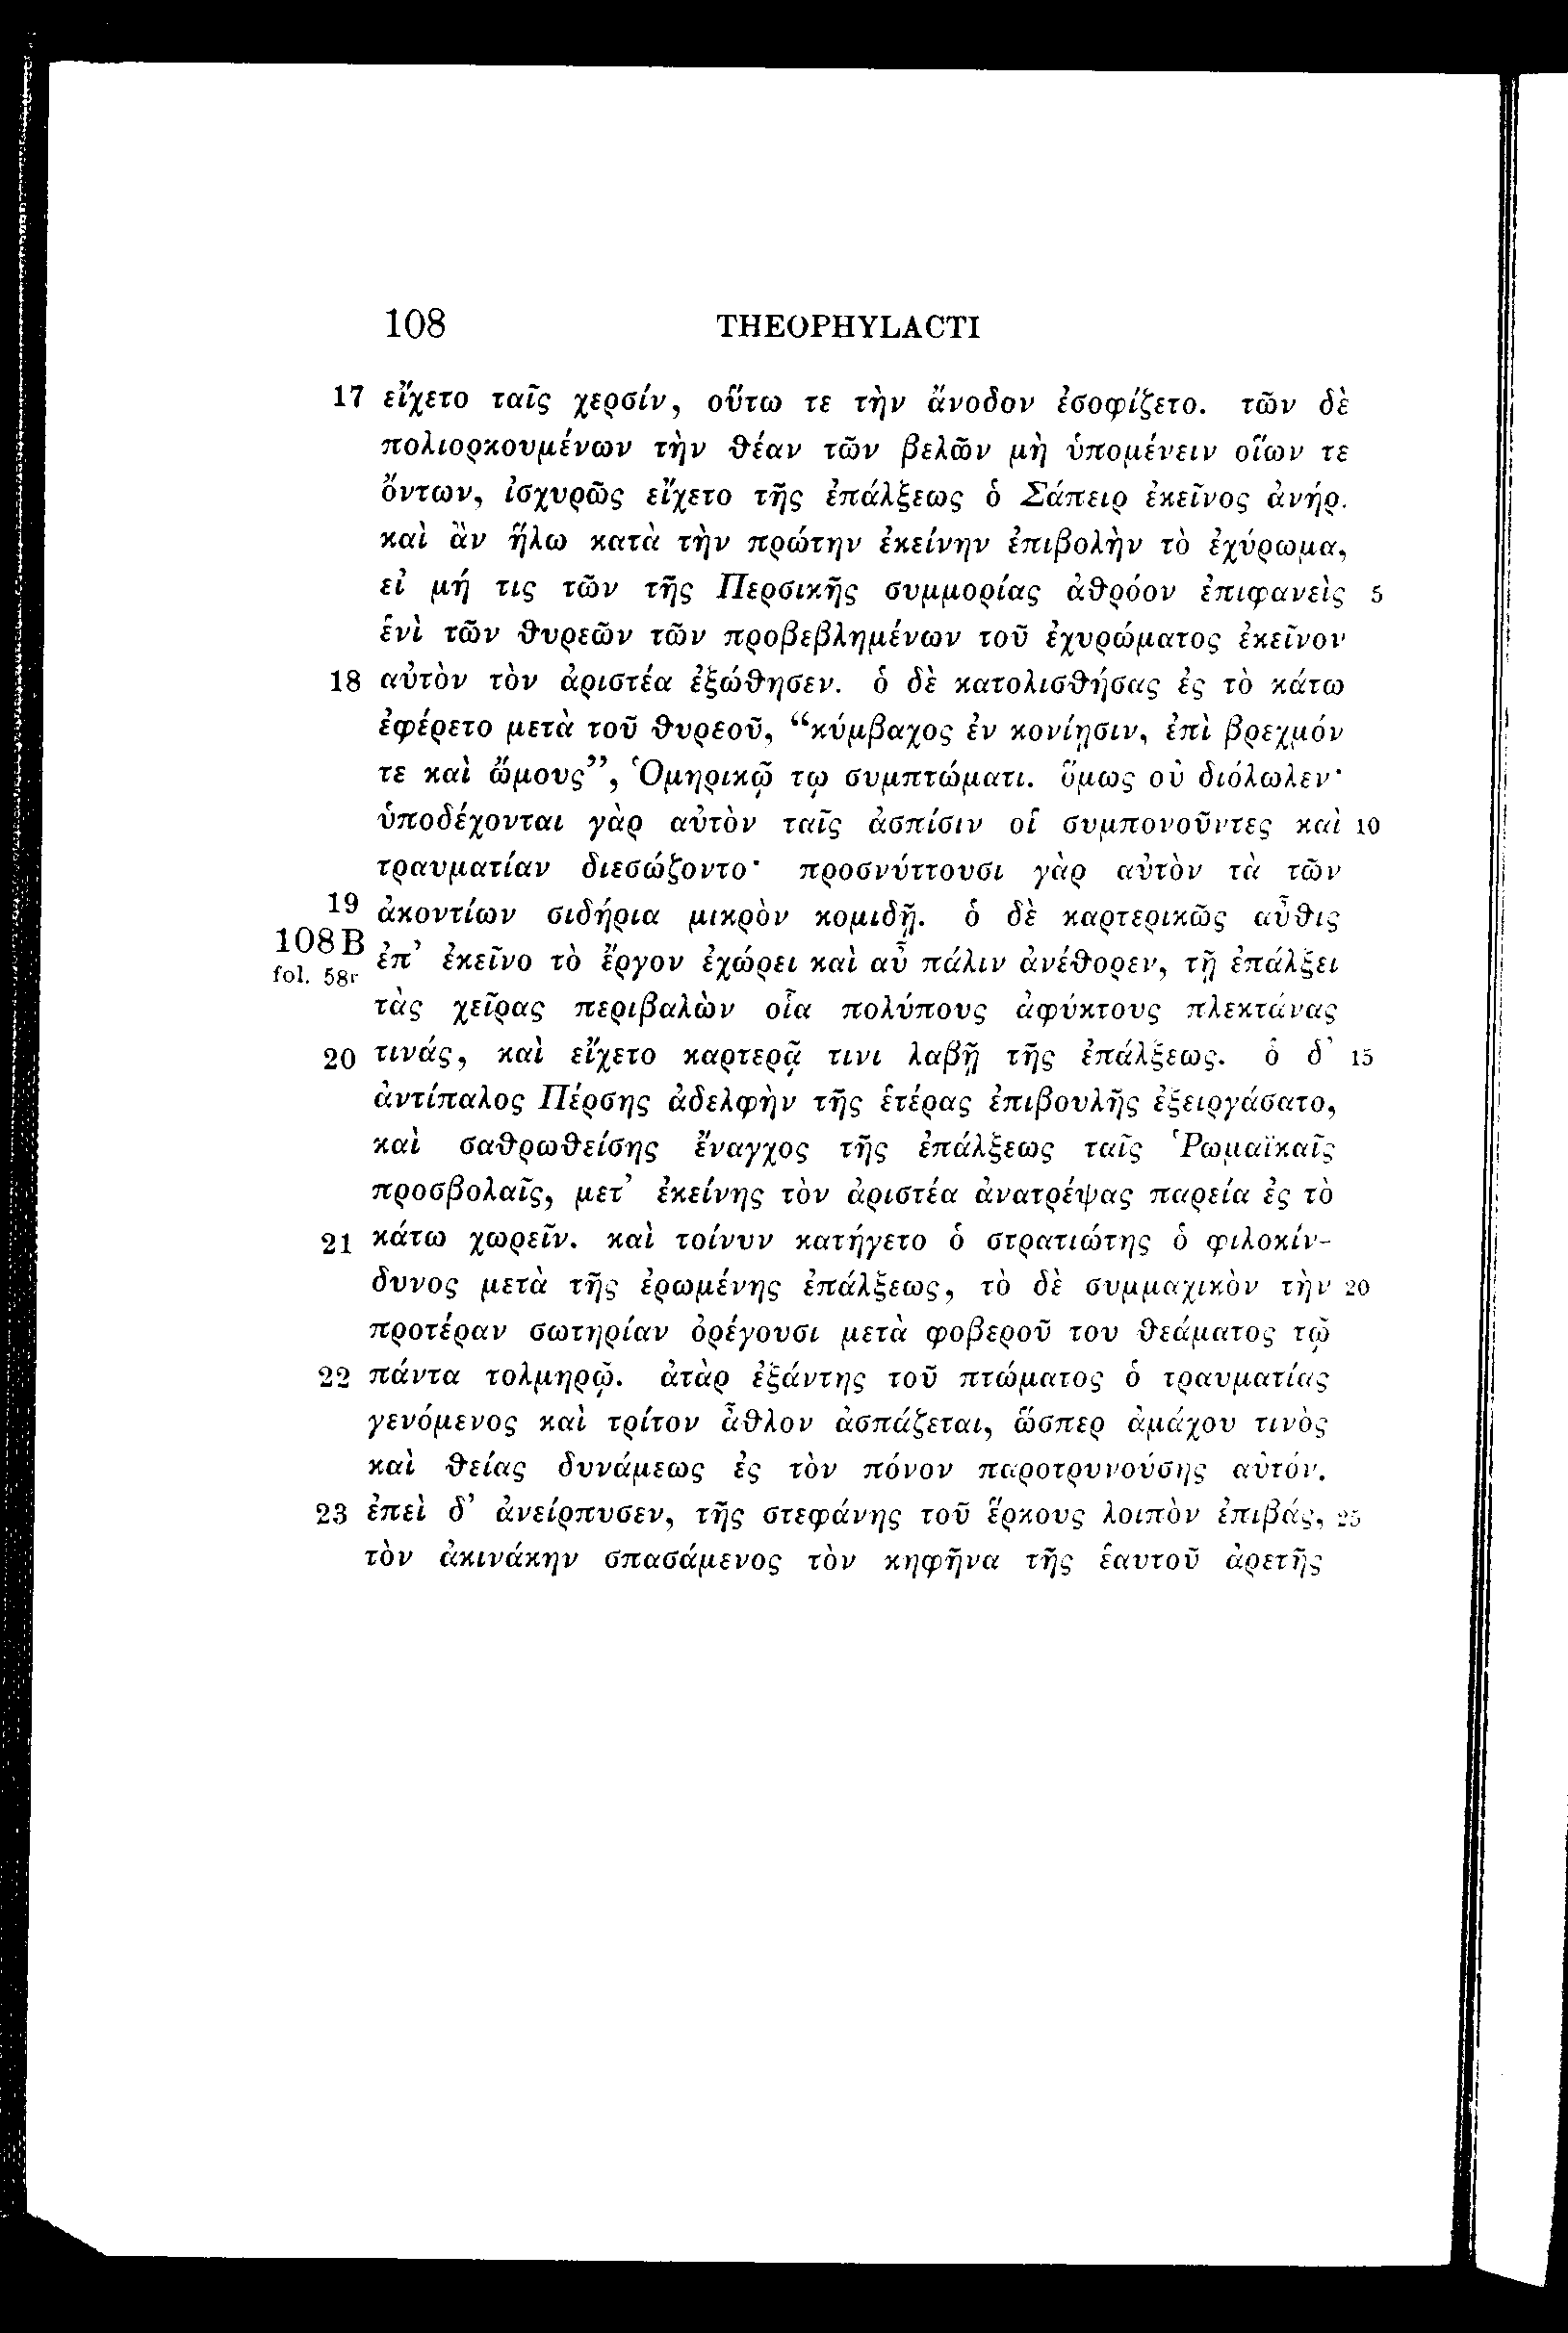 108 THEOPHYLACTI
17 εἴχετο ταῖς χερσίν, οὕτω τε τὴν ἄνοδον ἐσοφίζετο. τῶν δὲ
πολιορκουμένων τὴν θέαν τῶν βελῶν μὴ ὑπομένειν οἵων τε
ὄντων, ἰσχυρῶς εἴχετο τῆς ἐπάλξεως ὁ Σάπειρ ἐκεῖνος ἀνήρ.
καὶ ἂν ἥλω κατὰ τὴν πρώτην ἐκείνην ἐπιβολὴν τὸ ἐχύρωμα,
εἰ μή τις τῶν τῆς Περσικῆς συμμορίας ἀθρόον ἐπιφανεὶς 5
ἑνὶ τῶν θυρεῶν τῶν προβεβλημένων τοῦ ἐχυρώματος ἐκεῖνον
18 αὐτὸν τὸν ἀριστέα ἐξώθησεν. ὁ δὲ κατολισθήσας ἐς τὸ κάτω
ἐφέρετο μετὰ τοῦ θυρεοῦ, “κύμβαχος ἐν κονίῃσιν, ἐπὶ βρεχμόν
τε καὶ ὤμους”, Ὁμηρικῷ τῳ συμπτώματι. ὅμως οὐ διόλωλεν·
ὑποδέχονται γὰρ αὐτὸν ταῖς ἀσπίσιν οἱ συμπονοῦντες καὶ 10
τραυματίαν διεσώζοντο· προσνύττουσι γὰρ αὐτὸν τὰ τῶν
19 ἀκοντίων σιδήρια μικρὸν κομιδῇ. ὁ δὲ καρτερικῶς αὖθις
108 B
fol. 58r ἐπ’ ἐκεῖνο τὸ ἔργον ἐχώρει καὶ αὖ πάλιν ἀνέθορεν, τῇ ἐπάλξει
τὰς χεῖρας περιβαλὼν οἷα πολύπους ἀφύκτους πλεκτάνας
20 τινάς, καὶ εἴχετο καρτερᾷ τινι λαβῇ τῆς ἐπάλξεως. ὁ δ’ 15
ἀντίπαλος Πέρσης ἀδελφὴν τῆς ἑτέρας ἐπιβουλῆς ἐξειργάσατο,
καὶ σαθρωθείσης ἔναγχος τῆς ἐπάλξεως ταῖς Ῥωμαϊκαῖς
προσβολαῖς, μετ’ ἐκείνης τὸν ἀριστέα ἀνατρέψας παρεία ἐς τὸ
21 κάτω χωρεῖν. καὶ τοίνυν κατήγετο ὁ στρατιώτης ὁ φιλοκίν-
δυνος μετὰ τῆς ἐρωμένης ἐπάλξεως, τὸ δὲ συμμαχικὸν τὴν 20
προτέραν σωτηρίαν ὀρέγουσι μετὰ φοβεροῦ του θεάματος τῷ
22 πάντα τολμηρῷ. ἀτὰρ ἐξάντης τοῦ πτώματος ὁ τραυματίας
γενόμενος καὶ τρίτον ἆθλον ἀσπάζεται, ὥσπερ ἀμάχου τινὸς
καὶ θείας δυνάμεως ἐς τὸν πόνον παροτρυνούσης αὐτόν.
23 ἐπεὶ δ’ ἀνείρπυσεν, τῆς στεφάνης τοῦ ἕρκους λοιπὸν ἐπιβάς, 25
τὸν ἀκινάκην σπασάμενος τὸν κηφῆνα τῆς ἑαυτοῦ ἀρετῆς